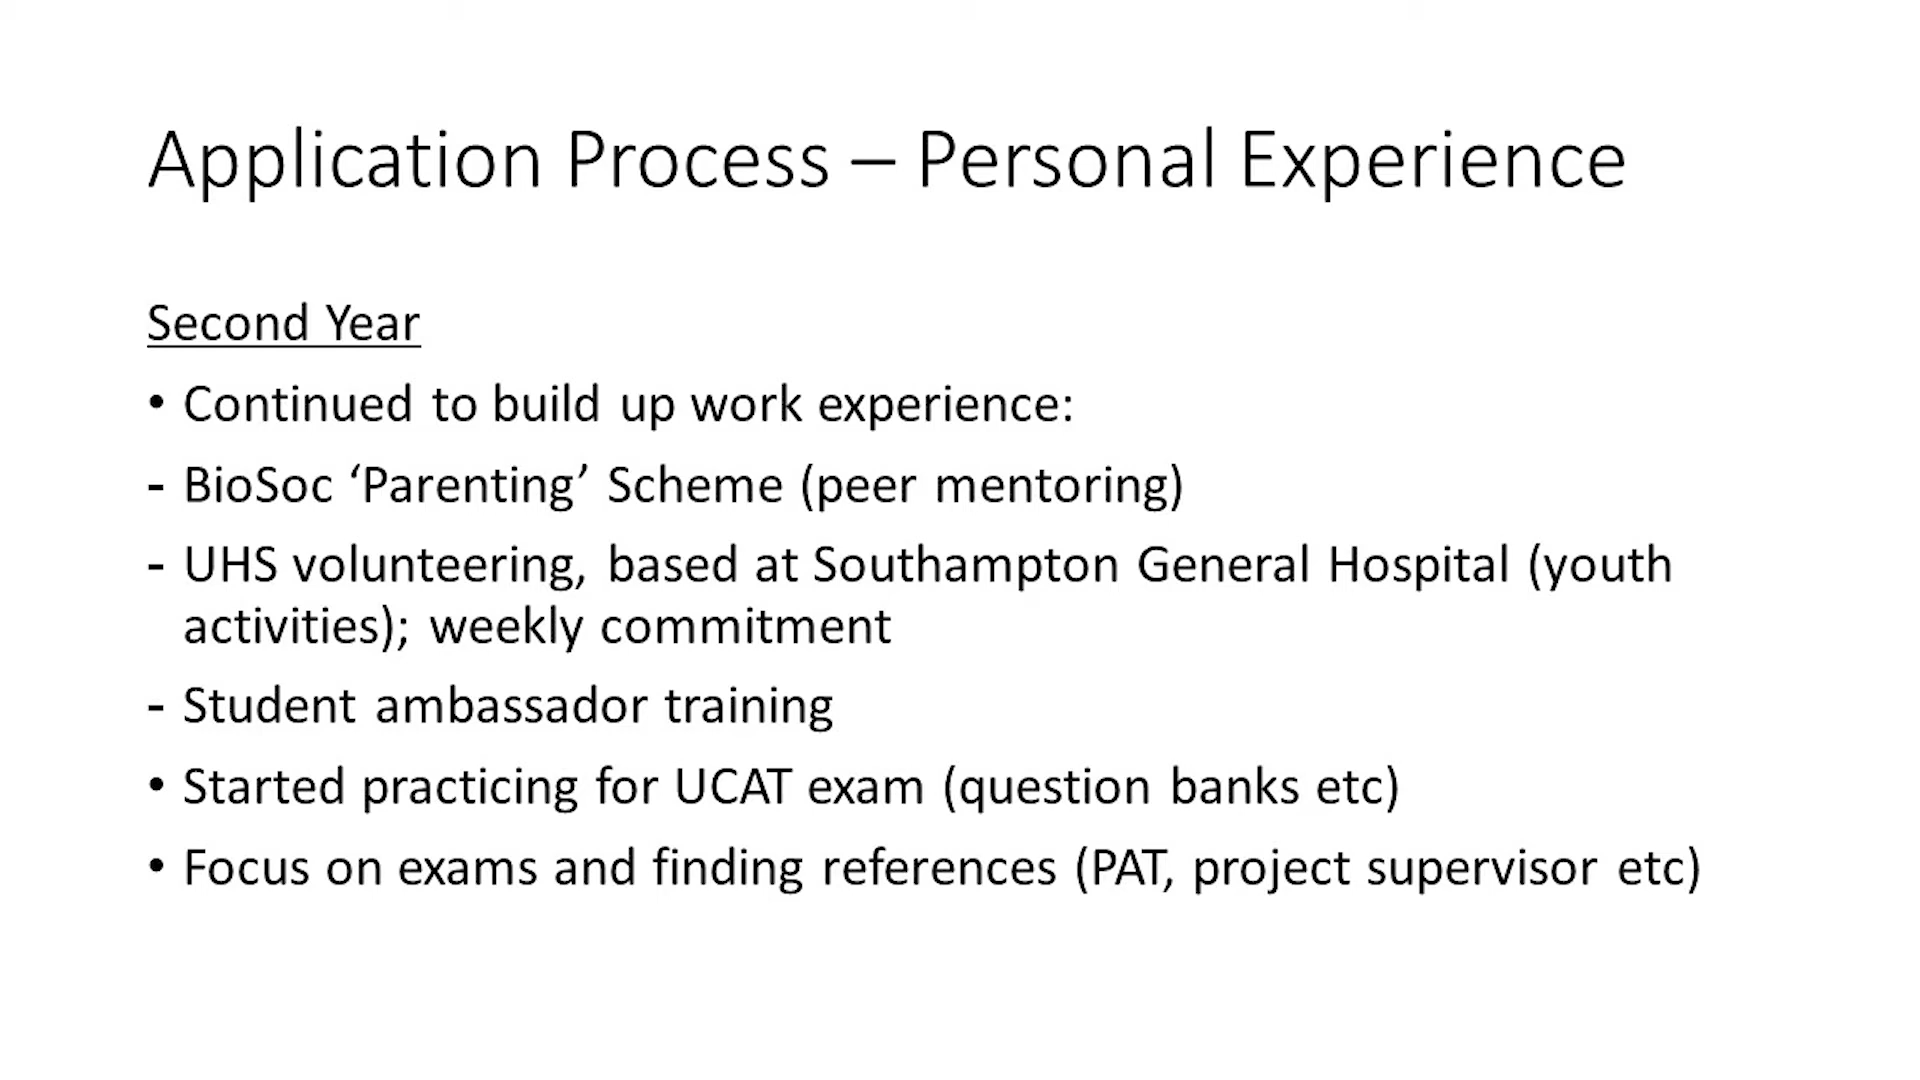 Application Process – Personal Experience
Second Year
• Continued to build up work experience:
- BioSoc ‘Parenting’ Scheme (peer mentoring)
- UHS volunteering, based at Southampton General Hospital (youth
activities); weekly commitment
- Student ambassador training
• Started practicing for UCAT exam (question banks etc)
• Focus on exams and finding references (PAT, project supervisor etc)